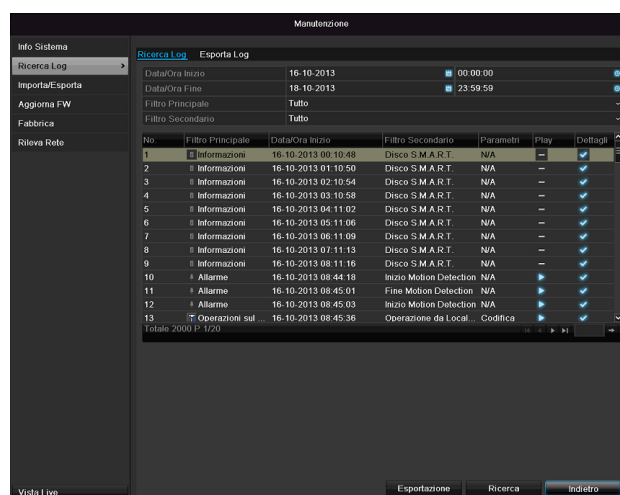 Manutenzione
Info Sistema
Ricerca Log >
Importa/Esporta
Aggiorna FW
Fabbrica
Rileva Rete
Vista Live
Ricerca Log Esporta Log
Data/Ora Inizio 16-10-2013 00:00:00
Data/Ora Fine 18-10-2013 23:59:59
Filtro Principale Tutto
Filtro Secondario Tutto
No. Filtro Principale Data/Ora Inizio Filtro Secondario Parametri Play Dettagli
1 Informazioni 16-10-2013 00:10:48 Disco S.M.A.R.T. N/A –
2 Informazioni 16-10-2013 01:10:50 Disco S.M.A.R.T. N/A –
3 Informazioni 16-10-2013 02:10:54 Disco S.M.A.R.T. N/A –
4 Informazioni 16-10-2013 03:10:58 Disco S.M.A.R.T. N/A –
5 Informazioni 16-10-2013 04:11:02 Disco S.M.A.R.T. N/A –
6 Informazioni 16-10-2013 05:11:06 Disco S.M.A.R.T. N/A –
7 Informazioni 16-10-2013 06:11:09 Disco S.M.A.R.T. N/A –
8 Informazioni 16-10-2013 07:11:13 Disco S.M.A.R.T. N/A –
9 Informazioni 16-10-2013 08:11:16 Disco S.M.A.R.T. N/A –
10 Allarme 16-10-2013 08:44:18 Inizio Motion Detection N/A
11 Allarme 16-10-2013 08:45:01 Fine Motion Detection N/A
12 Allarme 16-10-2013 08:45:03 Inizio Motion Detection N/A
13 T Operazioni sul ... 16-10-2013 08:45:36 Operazione da Local... Codifica
Totale 2000 P. 1/20
Esportazione Ricerca Indietro